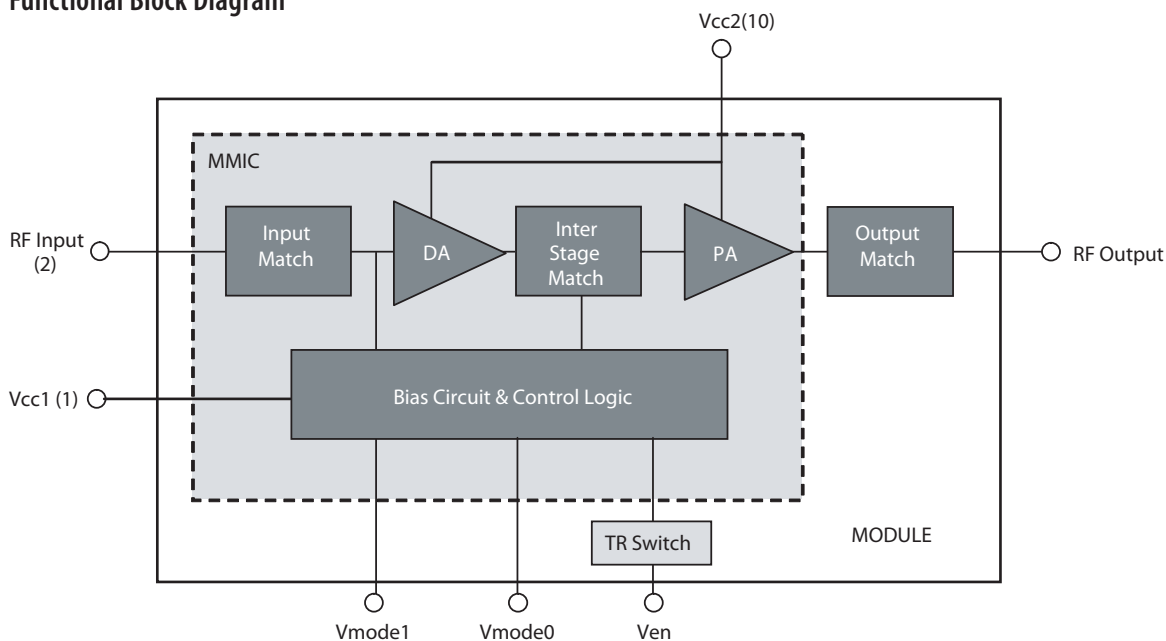 Functional Block Diagram
Vcc2(10)
MMIC
RF Input
(2)
Input
Match
DA
Inter
Stage
Match
PA
Output
Match
RF Output
Vcc1 (1)
Bias Circuit & Control Logic
TR Switch
MODULE
Vmode1
Vmode0
Ven